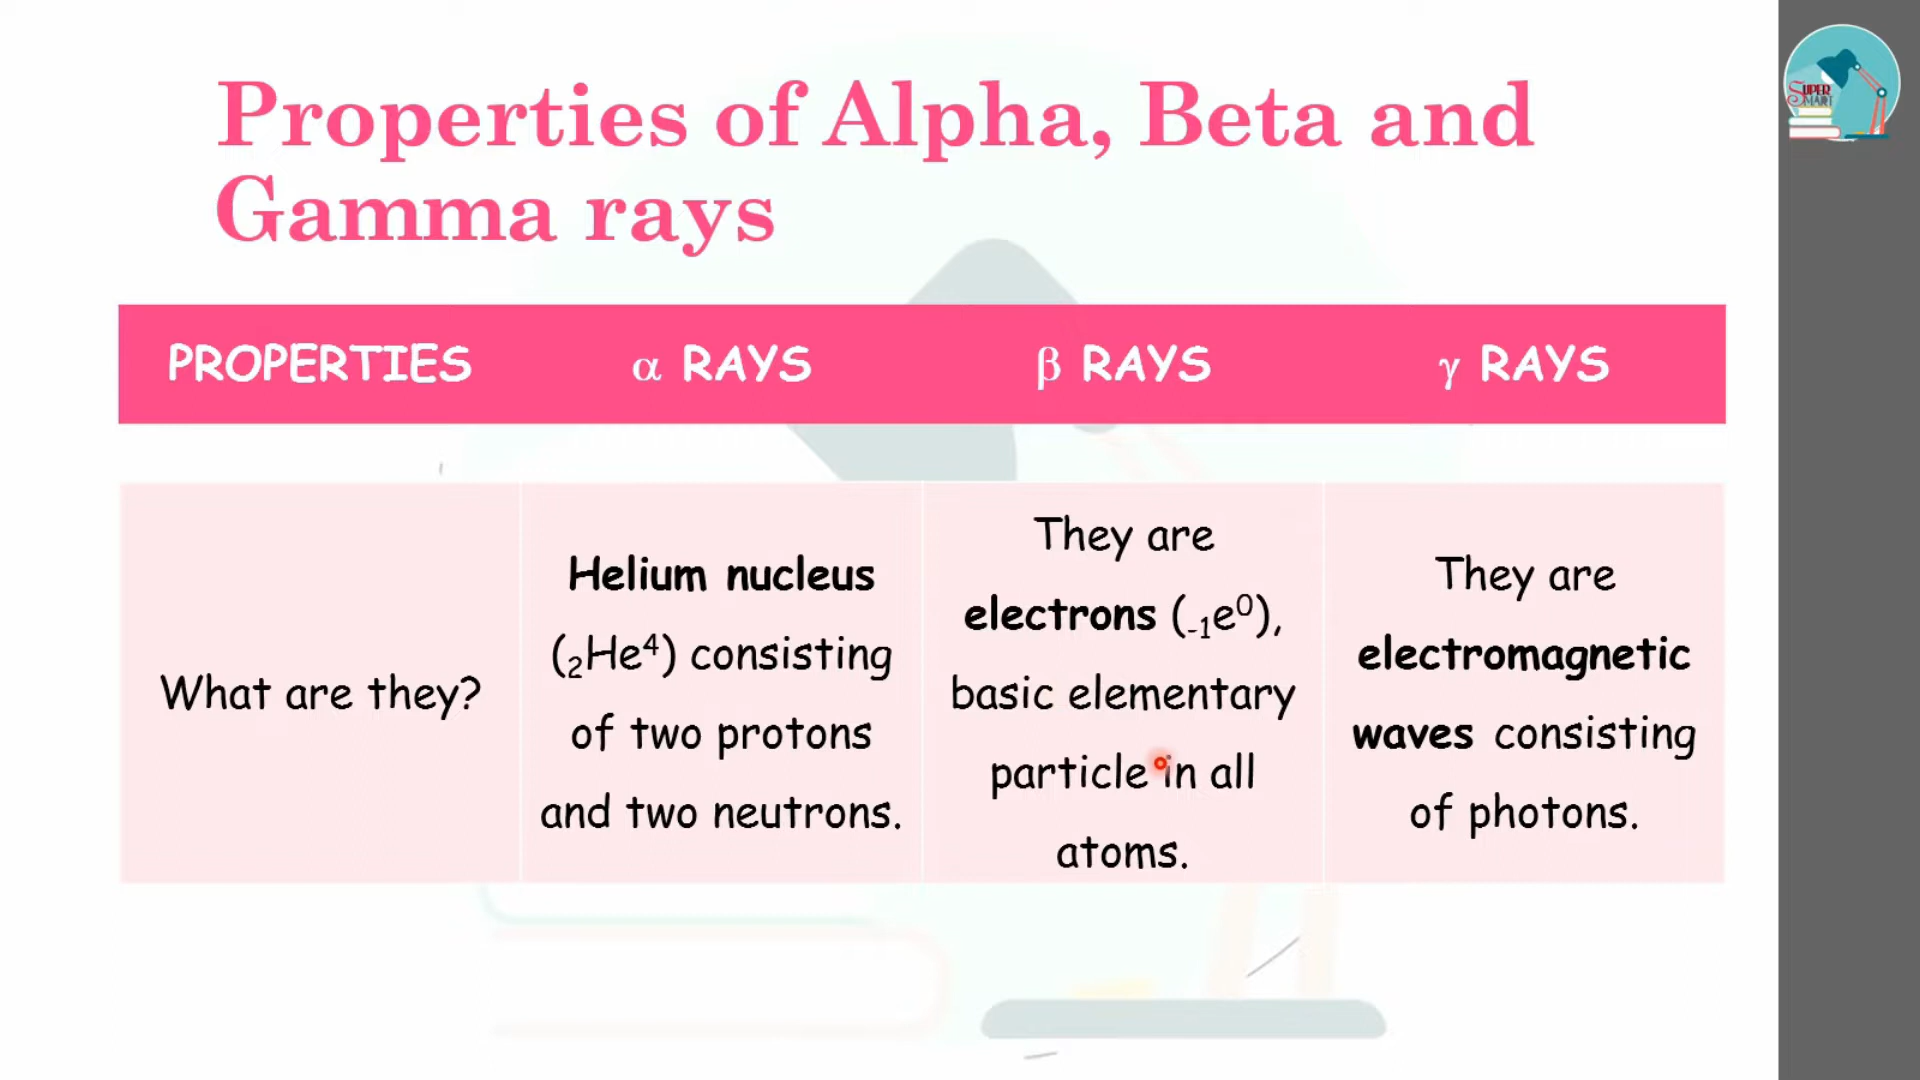 Properties of Alpha, Beta and
Gamma rays
SUPER
SMART
PROPERTIES α RAYS β RAYS γ RAYS
What are they?
Helium nucleus
(₂He⁴) consisting
of two protons
and two neutrons.
They are
electrons (₋₁e⁰),
basic elementary
particle in all
atoms.
They are
electromagnetic
waves consisting
of photons.